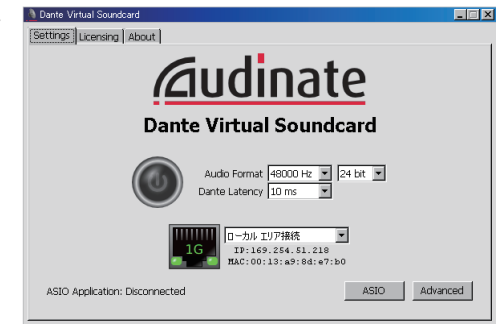 Dante Virtual Soundcard
Settings Licensing About
Audinate
Dante Virtual Soundcard
Audio Format 48000 Hz 24 bit
Dante Latency 10 ms
1G ローカル エリア接続
IP:169.254.51.218
MAC:00:13:a9:8d:e7:b0
ASIO Application: Disconnected ASIO Advanced